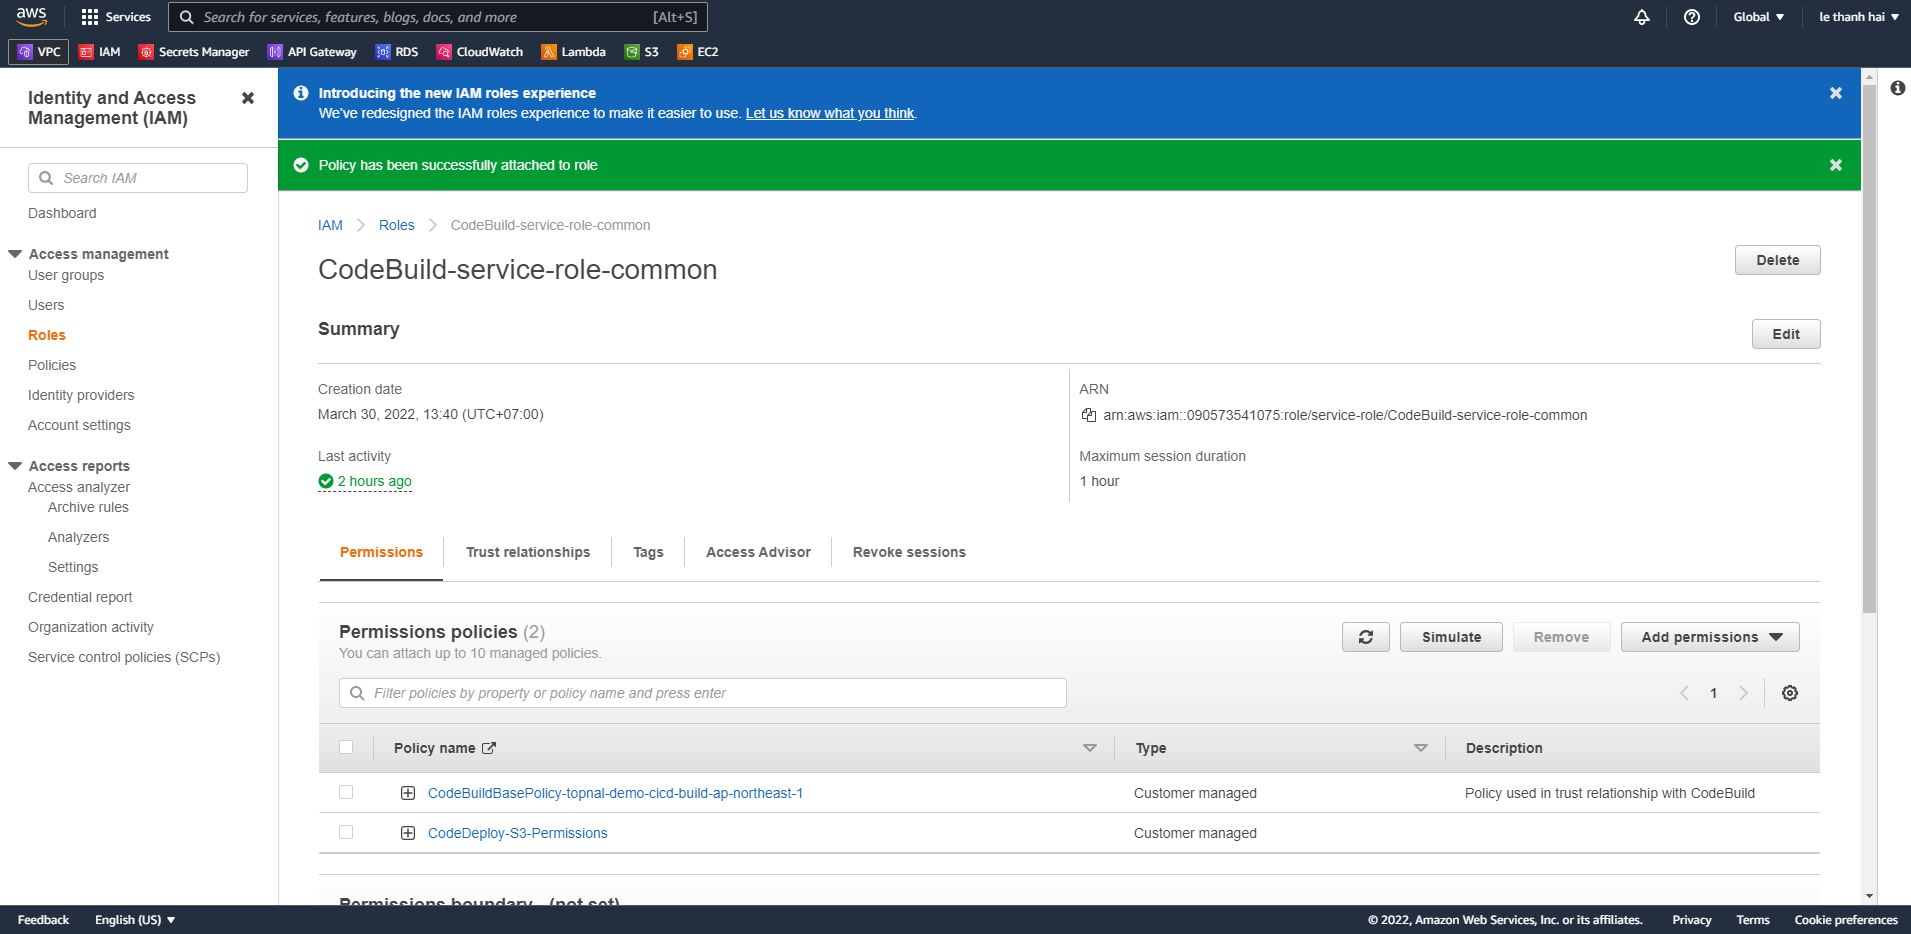 aws
Services
Search for services, features, blogs, docs, and more
[Alt+S]
Global
le thanh hai
VPC
IAM
Secrets Manager
API Gateway
RDS
CloudWatch
Lambda
S3
EC2
Identity and Access
Management (IAM)
Search IAM
Dashboard
Access management
User groups
Users
Roles
Policies
Identity providers
Account settings
Access reports
Access analyzer
Archive rules
Analyzers
Settings
Credential report
Organization activity
Service control policies (SCPs)
Introducing the new IAM roles experience
We've redesigned the IAM roles experience to make it easier to use. Let us know what you think.
Policy has been successfully attached to role
IAM
Roles
CodeBuild-service-role-common
CodeBuild-service-role-common
Delete
Summary
Edit
Creation date
March 30, 2022, 13:40 (UTC+07:00)
ARN
arn:aws:iam::090573541075:role/service-role/CodeBuild-service-role-common
Last activity
2 hours ago
Maximum session duration
1 hour
Permissions
Trust relationships
Tags
Access Advisor
Revoke sessions
Permissions policies (2)
You can attach up to 10 managed policies.
Simulate
Remove
Add permissions
Filter policies by property or policy name and press enter
1
Policy name
Type
Description
CodeBuildBasePolicy-topnal-demo-cicd-build-ap-northeast-1
Customer managed
Policy used in trust relationship with CodeBuild
CodeDeploy-S3-Permissions
Customer managed
Permissions boundary - (not set)
Feedback
English (US)
© 2022, Amazon Web Services, Inc. or its affiliates.
Privacy
Terms
Cookie preferences